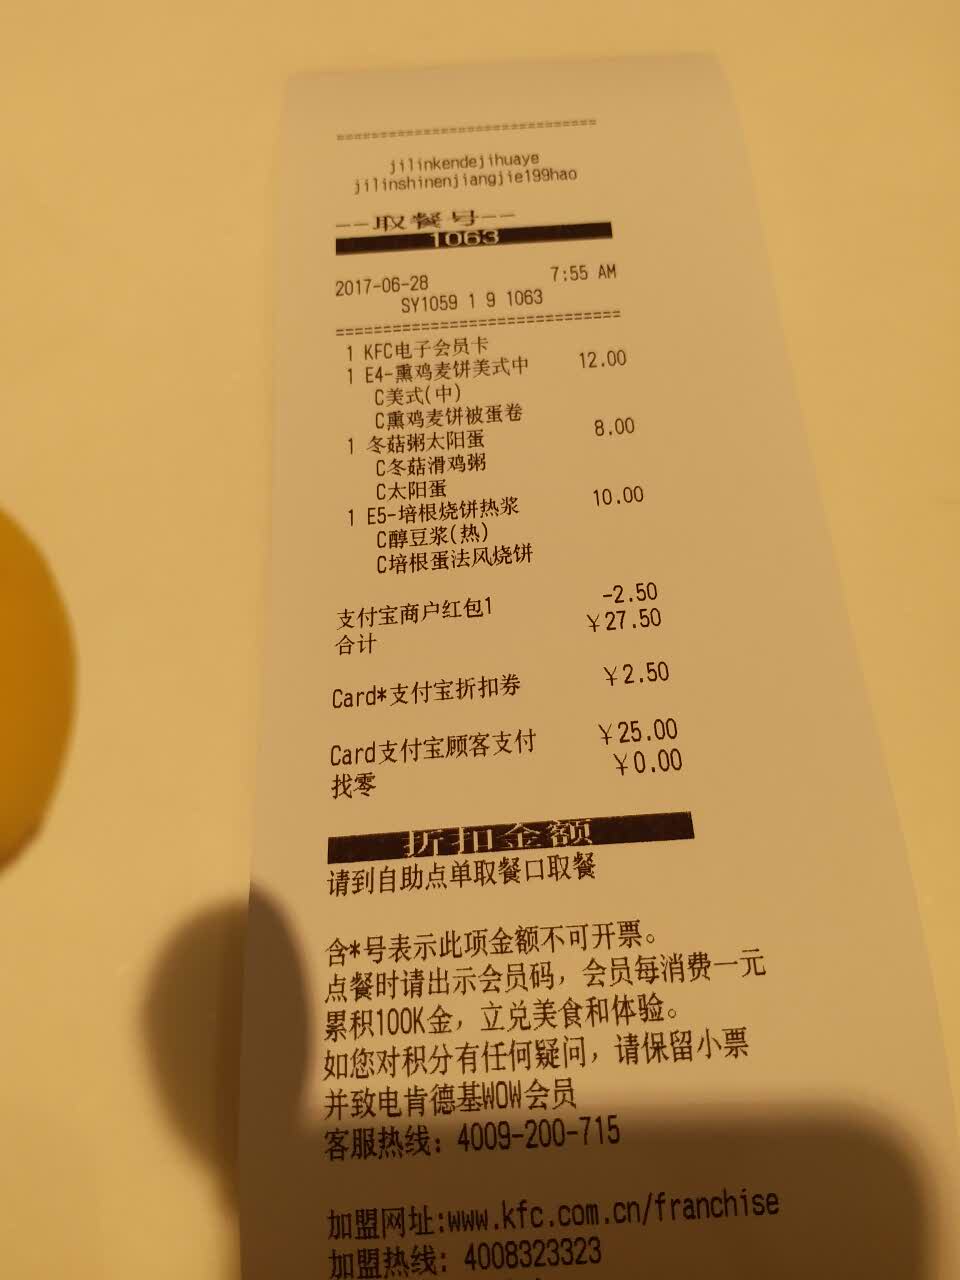 ==============================
jilinkendejihuaye
jilinshinenjiangjie199hao
--取餐号--
1063
2017-06-28 7:55 AM
SY1059 1 9 1063
==============================
1 KFC电子会员卡
1 E4-熏鸡麦饼美式中 12.00
C美式(中)
C熏鸡麦饼被蛋卷
1 冬菇粥太阳蛋 8.00
C冬菇滑鸡粥
C太阳蛋
1 E5-培根烧饼热浆 10.00
C醇豆浆(热)
C培根蛋法风烧饼
支付宝商户红包1 -2.50
合计 ¥27.50
Card*支付宝折扣券 ¥2.50
Card支付宝顾客支付 ¥25.00
找零 ¥0.00
折扣金额
请到自助点单取餐口取餐
含*号表示此项金额不可开票。
点餐时请出示会员码，会员每消费一元
累积100K金，立兑美食和体验。
如您对积分有任何疑问，请保留小票
并致电肯德基WOW会员
客服热线：4009-200-715
加盟网址:www.kfc.com.cn/franchise
加盟热线: 4008323323